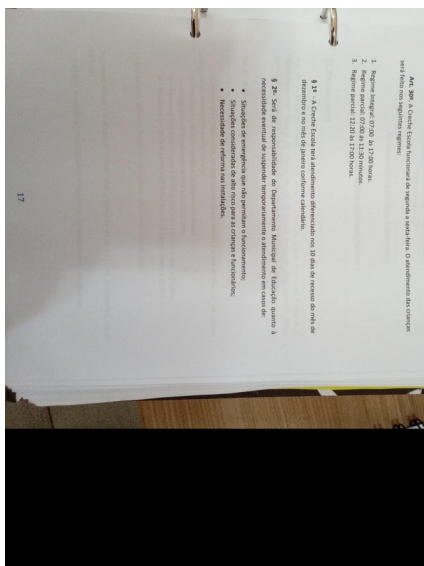 Art. 30º. A Creche Escola funcionará de segunda a sexta-feira. O atendimento das crianças
será feito nos seguintes regimes:
1. Regime Integral: 07:00 às 17:00 horas.
2. Regime parcial: 07:00 às 11:30 minutos.
3. Regime parcial: 12:20 às 17:00 horas.
§ 1º - A Creche Escola terá atendimento diferenciado nos 10 dias de recesso do mês de
dezembro e no mês de janeiro conforme calendário.
§ 2º- Será de responsabilidade do Departamento Municipal de Educação quanto à
necessidade eventual de suspender temporariamente o atendimento em casos de:
• Situações de emergência que não permitam o funcionamento;
• Situações consideradas de alto risco para as crianças e funcionários;
• Necessidade de reforma nas instalações.
17